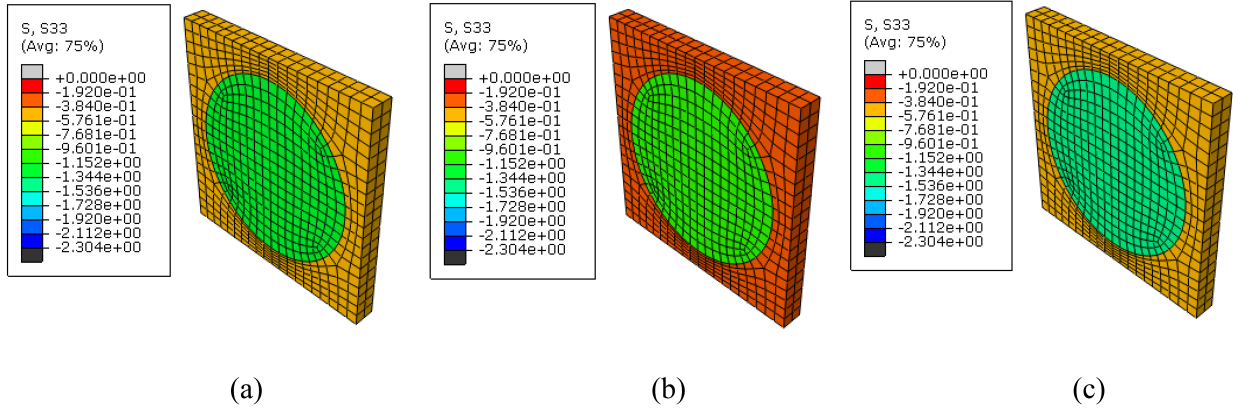 S, S33
(Avg: 75%)
+0.000e+00
-1.920e-01
-3.840e-01
-5.761e-01
-7.681e-01
-9.601e-01
-1.152e+00
-1.344e+00
-1.536e+00
-1.728e+00
-1.920e+00
-2.112e+00
-2.304e+00
(a)
S, S33
(Avg: 75%)
+0.000e+00
-1.920e-01
-3.840e-01
-5.761e-01
-7.681e-01
-9.601e-01
-1.152e+00
-1.344e+00
-1.536e+00
-1.728e+00
-1.920e+00
-2.112e+00
-2.304e+00
(b)
S, S33
(Avg: 75%)
+0.000e+00
-1.920e-01
-3.840e-01
-5.761e-01
-7.681e-01
-9.601e-01
-1.152e+00
-1.344e+00
-1.536e+00
-1.728e+00
-1.920e+00
-2.112e+00
-2.304e+00
(c)